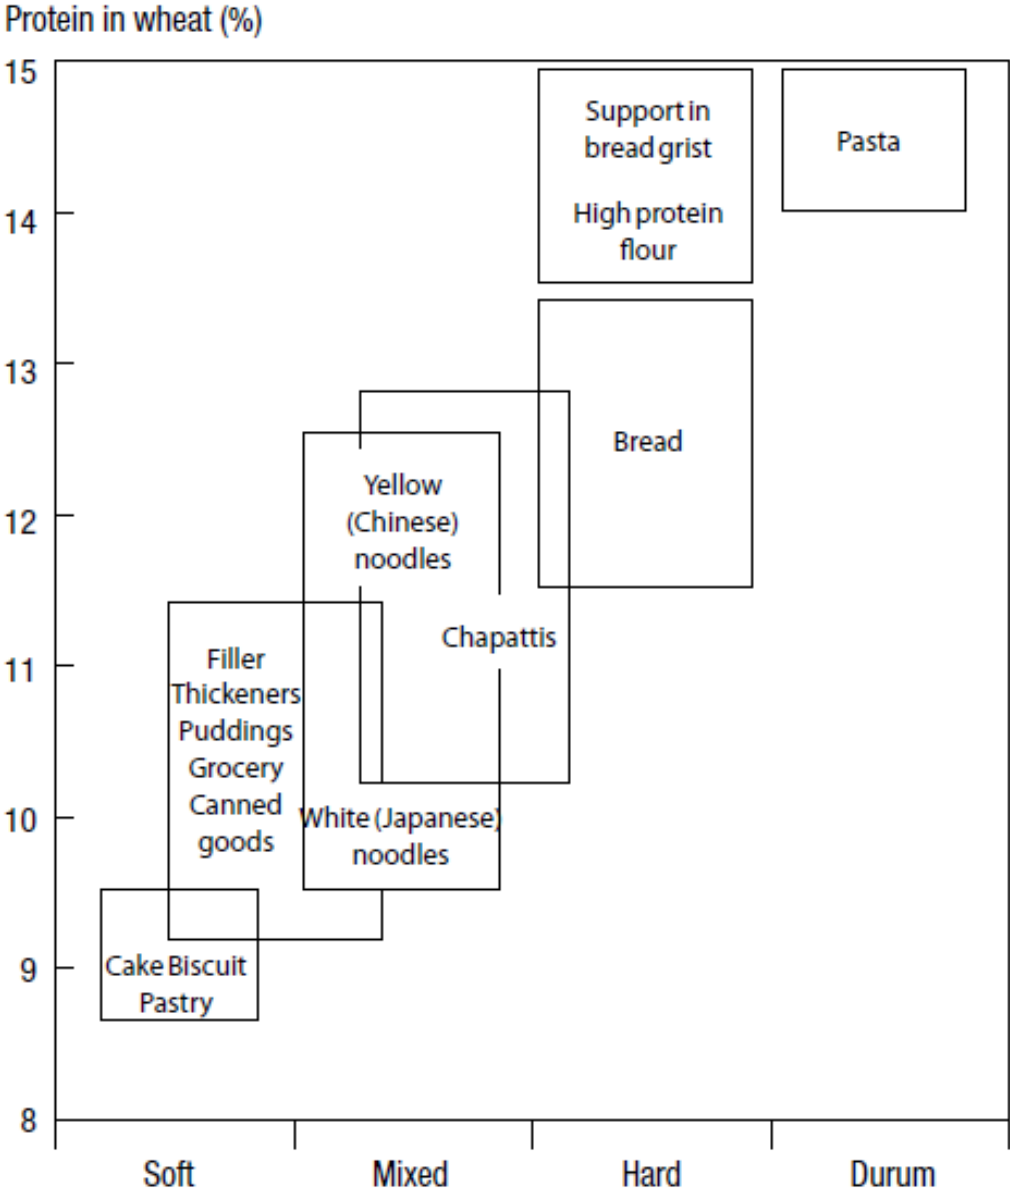 Protein in wheat (%)
15
14
13
12
11
10
9
8
Support in
bread grist
High protein
flour
Pasta
Bread
Yellow
(Chinese)
noodles
Chapattis
Filler
Thickeners
Puddings
Grocery
Canned
goods
White (Japanese)
noodles
Cake Biscuit
Pastry
Soft
Mixed
Hard
Durum